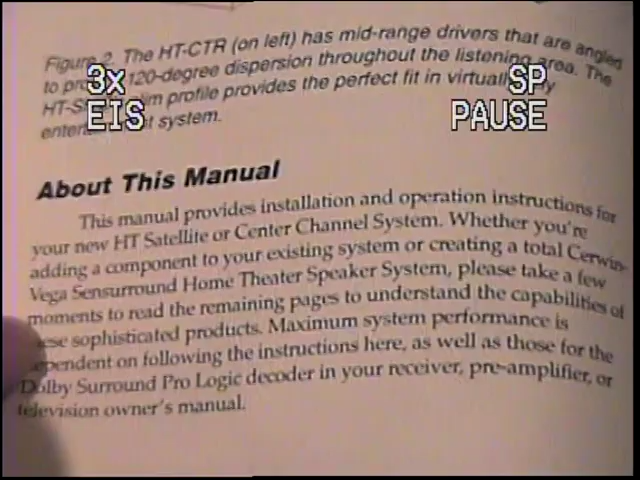 Figure 2. The HT-CTR (on left) has mid-range drivers that are angled
to 120-degree dispersion throughout the listening area. The
3x
SP
slim profile provides the perfect fit in virtually
EIS
PAUSE
system.
About This Manual
This manual provides installation and operation instructions for
your new HT Satellite or Center Channel System. Whether you're
adding a component to your existing system or creating a total Cerwin-
Vega Sensurround Home Theater Speaker System, please take a few
moments to read the remaining pages to understand the capabilities of
sophisticated products. Maximum system performance is
dependent on following the instructions here, as well as those for the
Dolby Surround Pro Logic decoder in your receiver, pre-amplifier, or
television owner's manual.